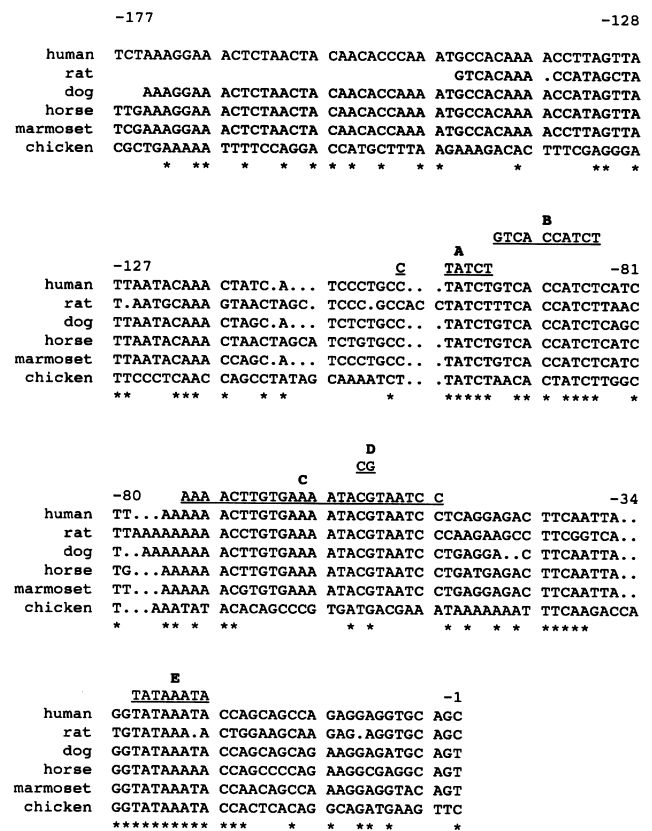 -177 -128
human TCTAAAGGAA ACTCTAACTA CAACACCCAA ATGCCACAAA ACCTTAGTTA
rat GTCACAAA .CCATAGCTA
dog AAAGGAA ACTCTAACTA CAACACCAAA ATGCCACAAA ACCATAGTTA
horse TTGAAAGGAA ACTCTAACTA CAACACCAAA ATGCCACAAA ACCATAGTTA
marmoset TCGAAAGGAA ACTCTAACTA CAACACCAAA ATGCCACAAA ACCTTAGTTA
chicken CGCTGAAAAA TTTTCCAGGA CCATGCTTTA AGAAAGACAC TTTCGAGGGA
* ** * * * * * * * * ** *
B
GTCA CCATCT
A
-127 C TATCT -81
human TTAATACAAA CTATC.A... TCCCTGCC.. .TATCTGTCA CCATCTCATC
rat T.AATGCAAA GTAACTAGC. TCCC.GCCAC CTATCTTTCA CCATCTTAAC
dog TTAATACAAA CTAGC.A... TCTCTGCC.. .TATCTGTCA CCATCTCAGC
horse TTAATACAAA CTAACTAGCA TCTGTGCC.. .TATCTGTCA CCATCTCATC
marmoset TTAATACAAA CCAGC.A... TCCCTGCC.. .TATCTGTCA CCATCTCATC
chicken TTCCCTCAAC CAGCCTATAG CAAAATCT.. .TATCTAACA CTATCTTGGC
** *** * * * * ***** ** * **** *
D
CG
C
-80 AAA ACTTGTGAAA ATACGTAATC C -34
human TT...AAAAA ACTTGTGAAA ATACGTAATC CTCAGGAGAC TTCAATTA..
rat TTAAAAAAAA ACCTGTGAAA ATACGTAATC CCAAGAAGCC TTCGGTCA..
dog T..AAAAAAA ACTTGTGAAA ATACGTAATC CTGAGGA..C TTCAATTA..
horse TG...AAAAA ACTTGTGAAA ATACGTAATC CTGATGAGAC TTCAATTA..
marmoset TT...AAAAA ACGTGTGAAA ATACGTAATC CTGAGGAGAC TTCAATTA..
chicken T...AAATAT ACACAGCCCG TGATGACGAA ATAAAAAAAT TTCAAGACCA
* ** * ** * * * * * * *****
E
TATAAATA -1
human GGTATAAATA CCAGCAGCCA GAGGAGGTGC AGC
rat TGTATAAA.A CTGGAAGCAA GAG.AGGTGC AGC
dog GGTATAAATA CCAGCAGCAG AAGGAGATGC AGT
horse GGTATAAAAA CCAGCCCCAG AAGGCGAGGC AGT
marmoset GGTATAAATA CCAACAGCCA AAGGAGGTAC AGT
chicken GGTATAAATA CCACTCACAG GCAGATGAAG TTC
********** *** * * ** * *